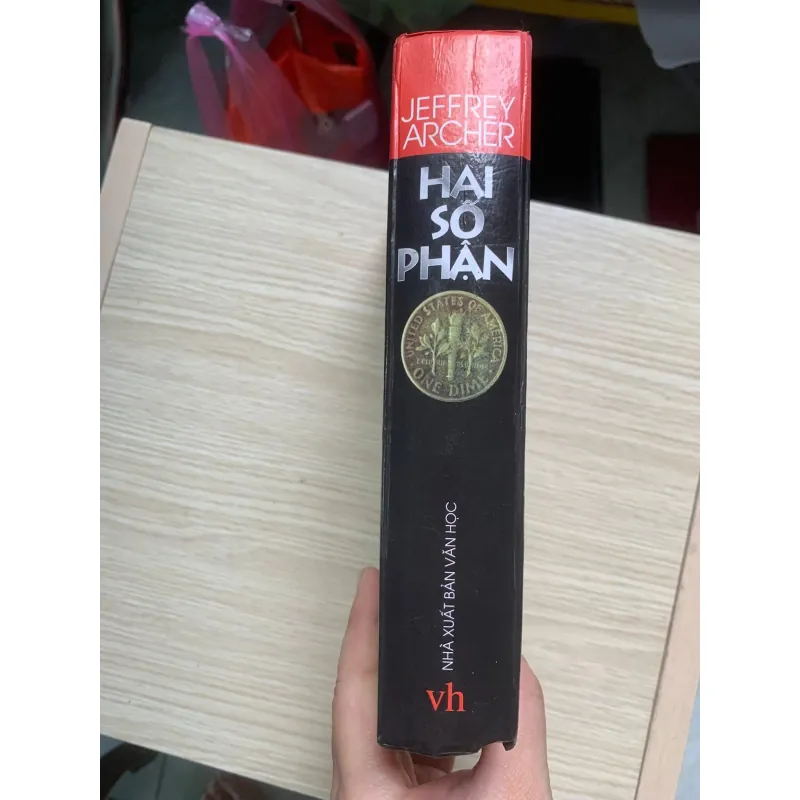 JEFFREY
ARCHER
HAI
SỐ
PHẬN
UNITED STATES OF AMERICA
ONE DIME
NHÀ XUẤT BẢN VĂN HỌC
vh